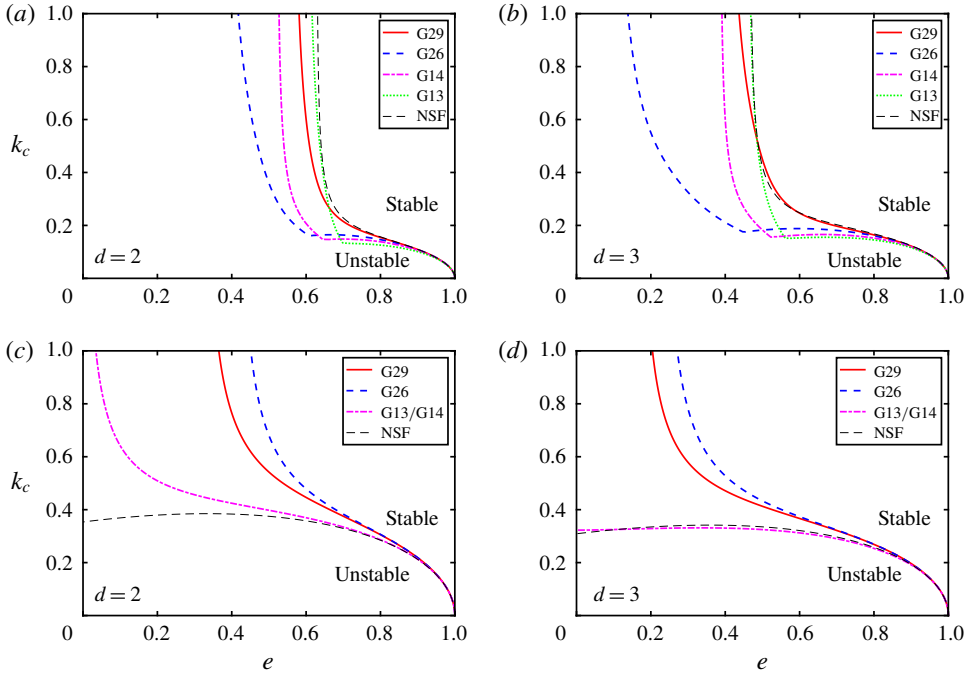 (a)
1.0
0.8
0.6
0.4
0.2
0
0.2
0.4
0.6
0.8
1.0
k_c
G29
G26
G14
G13
NSF
Stable
Unstable
d = 2
(b)
1.0
0.8
0.6
0.4
0.2
0
0.2
0.4
0.6
0.8
1.0
G29
G26
G14
G13
NSF
Stable
Unstable
d = 3
(c)
1.0
0.8
0.6
0.4
0.2
0
0.2
0.4
0.6
0.8
1.0
k_c
e
G29
G26
G13/G14
NSF
Stable
Unstable
d = 2
(d)
1.0
0.8
0.6
0.4
0.2
0
0.2
0.4
0.6
0.8
1.0
e
G29
G26
G13/G14
NSF
Stable
Unstable
d = 3